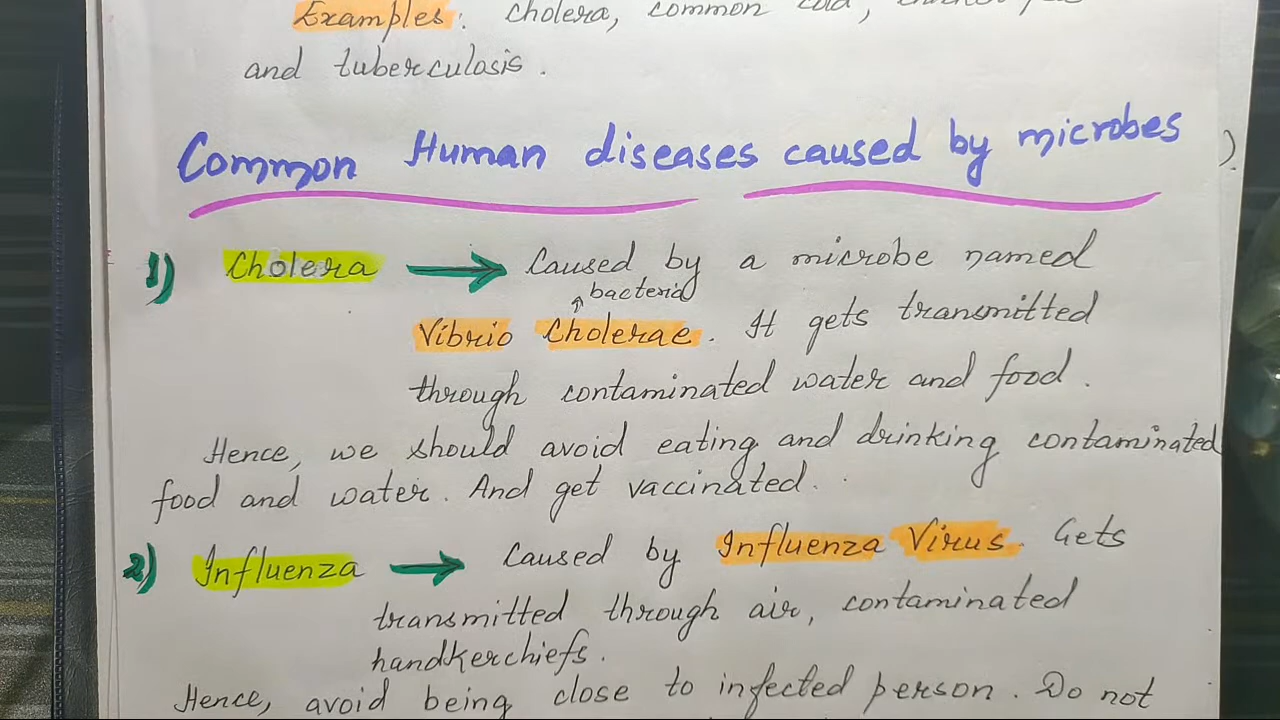 Examples: Cholera, common cold,
and tuberculosis.
Common Human diseases caused by microbes
1) Cholera → Caused by a microbe named
↑ bacteria
Vibrio Cholerae. It gets transmitted
through contaminated water and food.
Hence, we should avoid eating and drinking contaminated
food and water. And get vaccinated.
2) Influenza → Caused by Influenza Virus. Gets
transmitted through air, contaminated
handkerchiefs.
Hence, avoid being close to infected person. Do not